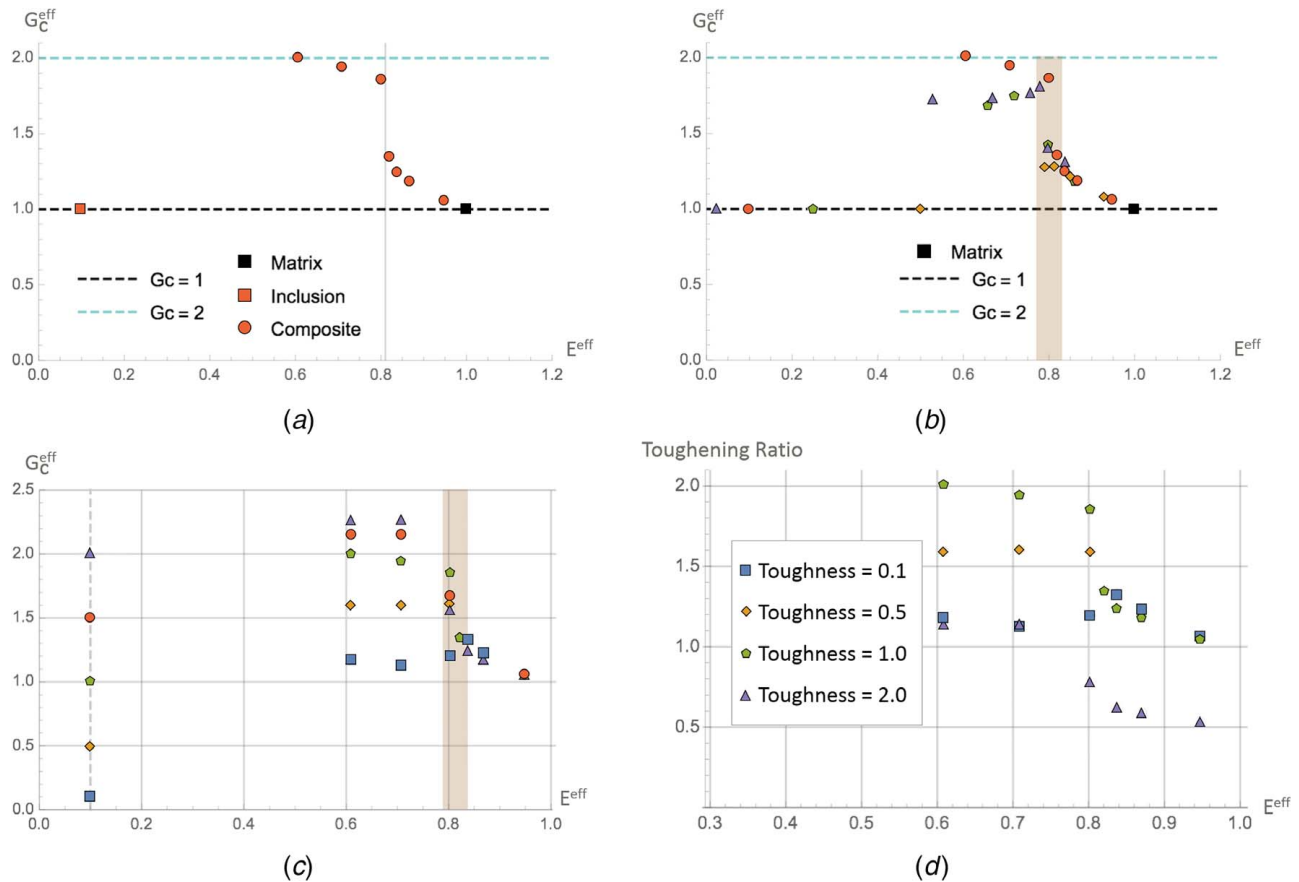 G_c^eff
2.0
1.5
1.0
0.5
0.0
0.0 0.2 0.4 0.6 0.8 1.0 1.2
E^eff
Gc = 1
Gc = 2
Matrix
Inclusion
Composite
(a)
G_c^eff
2.0
1.5
1.0
0.5
0.0
0.0 0.2 0.4 0.6 0.8 1.0 1.2
E^eff
Matrix
Gc = 1
Gc = 2
(b)
G_c^eff
2.5
2.0
1.5
1.0
0.5
0.0
0.0 0.2 0.4 0.6 0.8 1.0
E^eff
(c)
Toughening Ratio
2.0
1.5
1.0
0.5
0.3 0.4 0.5 0.6 0.7 0.8 0.9 1.0
E^eff
Toughness = 0.1
Toughness = 0.5
Toughness = 1.0
Toughness = 2.0
(d)